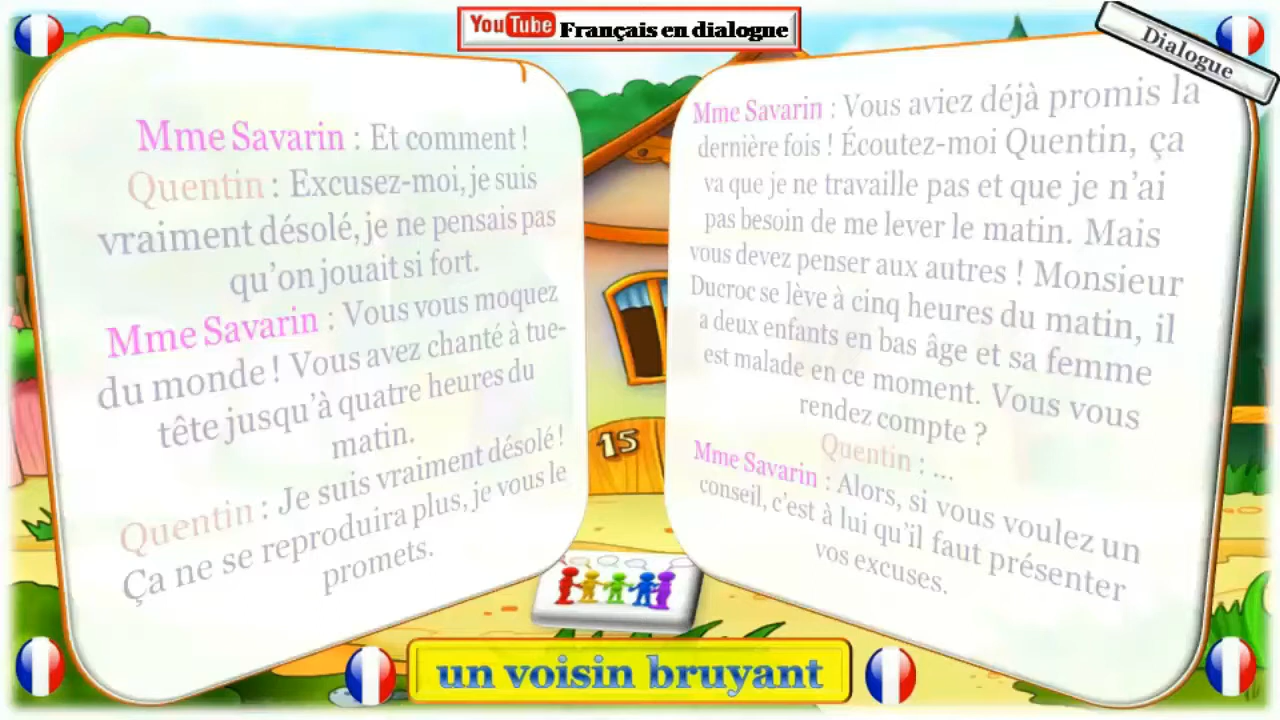 YouTube Français en dialogue
Dialogue
Mme Savarin : Et comment !
Quentin : Excusez-moi, je suis
vraiment désolé, je ne pensais pas
qu'on jouait si fort.
Mme Savarin : Vous vous moquez
du monde ! Vous avez chanté à tue-
tête jusqu'à quatre heures du
matin.
Quentin : Je suis vraiment désolé !
Ça ne se reproduira plus, je vous le
promets.
Mme Savarin : Vous aviez déjà promis la
dernière fois ! Écoutez-moi Quentin, ça
va que je ne travaille pas et que je n'ai
pas besoin de me lever le matin. Mais
vous devez penser aux autres ! Monsieur
Ducroc se lève à cinq heures du matin, il
a deux enfants en bas âge et sa femme
est malade en ce moment. Vous vous
rendez compte ?
Quentin : ...
Mme Savarin : Alors, si vous voulez un
conseil, c'est à lui qu'il faut présenter
vos excuses.
15
un voisin bruyant